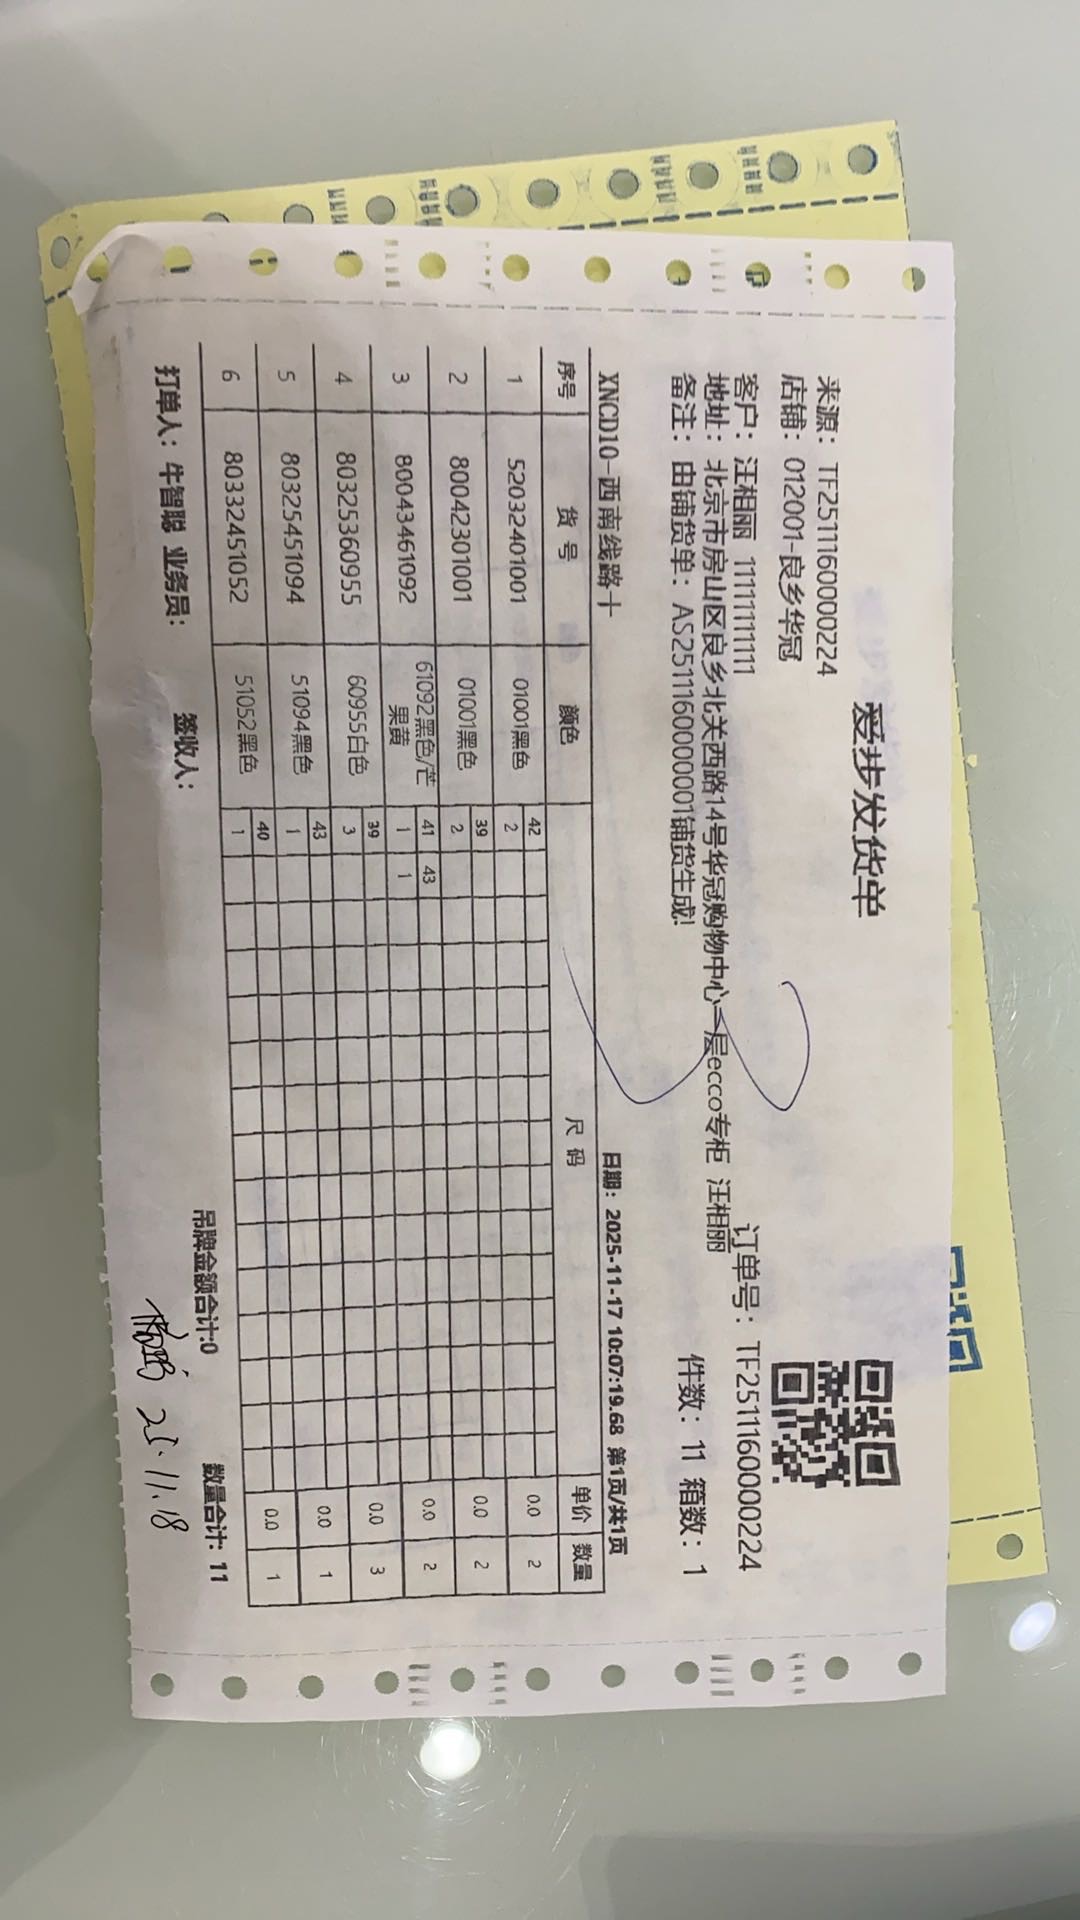 爱步发货单
来源：TF2511160000224
店铺：012001-良乡华冠
订单号：TF2511160000224
客户：汪相丽 11111111111
件数：11 箱数：1
地址：北京市房山区良乡北关西路14号华冠购物中心一层ecco专柜 汪相丽
备注：由铺货单：AS2511160000001铺货生成!
XNCD10-西南线路十 日期：2025-11-17 10:07:19.68 第1页/共1页
序号 货号 颜色 尺码 单价 数量
1 52032401001 01001黑色 42 0.0 2
2
2 80042301001 01001黑色 39 0.0 2
2
3 80043461092 61092黑色/芒果黄 41 43 0.0 2
1 1
4 80325360955 60955白色 39 0.0 3
3
5 80325451094 51094黑色 43 0.0 1
1
6 80332451052 51052黑色 40 0.0 1
1
吊牌金额合计:0 数量合计：11
打单人：牛智聪 业务员： 签收人：
25.11.18